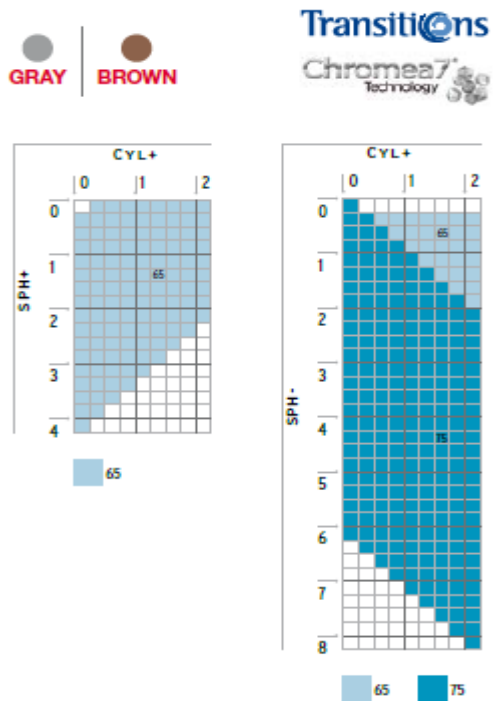 Transitions
GRAY BROWN
Chromea7™
Technology
CYL+
0 1 2
SPH+
0
1
65
2
3
4
65
CYL+
0 1 2
SPH-
0
65
1
2
3
4
75
5
6
7
8
65 75